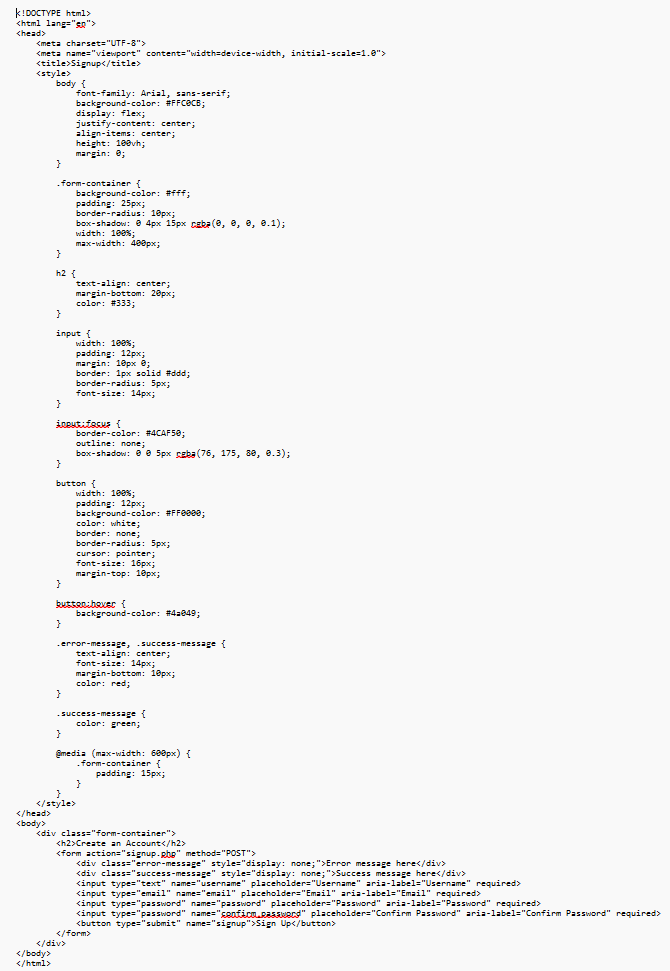 <!DOCTYPE html>
<html lang="en">
<head>
    <meta charset="UTF-8">
    <meta name="viewport" content="width=device-width, initial-scale=1.0">
    <title>Signup</title>
    <style>
        body {
            font-family: Arial, sans-serif;
            background-color: #FFC0CB;
            display: flex;
            justify-content: center;
            align-items: center;
            height: 100vh;
            margin: 0;
        }

        .form-container {
            background-color: #fff;
            padding: 25px;
            border-radius: 10px;
            box-shadow: 0 4px 15px rgba(0, 0, 0, 0.1);
            width: 100%;
            max-width: 400px;
        }

        h2 {
            text-align: center;
            margin-bottom: 20px;
            color: #333;
        }

        input {
            width: 100%;
            padding: 12px;
            margin: 10px 0;
            border: 1px solid #ddd;
            border-radius: 5px;
            font-size: 14px;
        }

        input:focus {
            border-color: #4CAF50;
            outline: none;
            box-shadow: 0 0 5px rgba(76, 175, 80, 0.3);
        }

        button {
            width: 100%;
            padding: 12px;
            background-color: #FF0000;
            color: white;
            border: none;
            border-radius: 5px;
            cursor: pointer;
            font-size: 16px;
            margin-top: 10px;
        }

        button:hover {
            background-color: #4a049;
        }

        .error-message, .success-message {
            text-align: center;
            font-size: 14px;
            margin-bottom: 10px;
            color: red;
        }

        .success-message {
            color: green;
        }

        @media (max-width: 600px) {
            .form-container {
                padding: 15px;
            }
        }
    </style>
</head>
<body>
    <div class="form-container">
        <h2>Create an Account</h2>
        <form action="signup.php" method="POST">
            <div class="error-message" style="display: none;">Error message here</div>
            <div class="success-message" style="display: none;">Success message here</div>
            <input type="text" name="username" placeholder="Username" aria-label="Username" required>
            <input type="email" name="email" placeholder="Email" aria-label="Email" required>
            <input type="password" name="password" placeholder="Password" aria-label="Password" required>
            <input type="password" name="confirm_password" placeholder="Confirm Password" aria-label="Confirm Password" required>
            <button type="submit" name="signup">Sign Up</button>
        </form>
    </div>
</body>
</html>